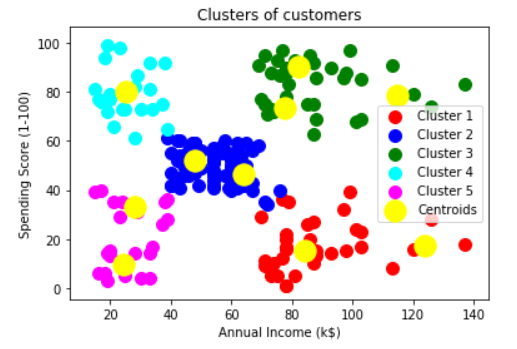 Clusters of customers
Spending Score (1-100)
100
80
60
40
20
0
Cluster 1
Cluster 2
Cluster 3
Cluster 4
Cluster 5
Centroids
20 40 60 80 100 120 140
Annual Income (k$)